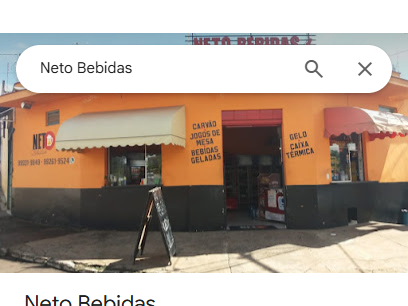 NETO BEBIDAS
Neto Bebidas
NETO
CARVÃO
JOGOS DE
MESA
BEBIDAS
GELADAS
GELO
CAIXA
TÉRMICA
Neto Bebidas